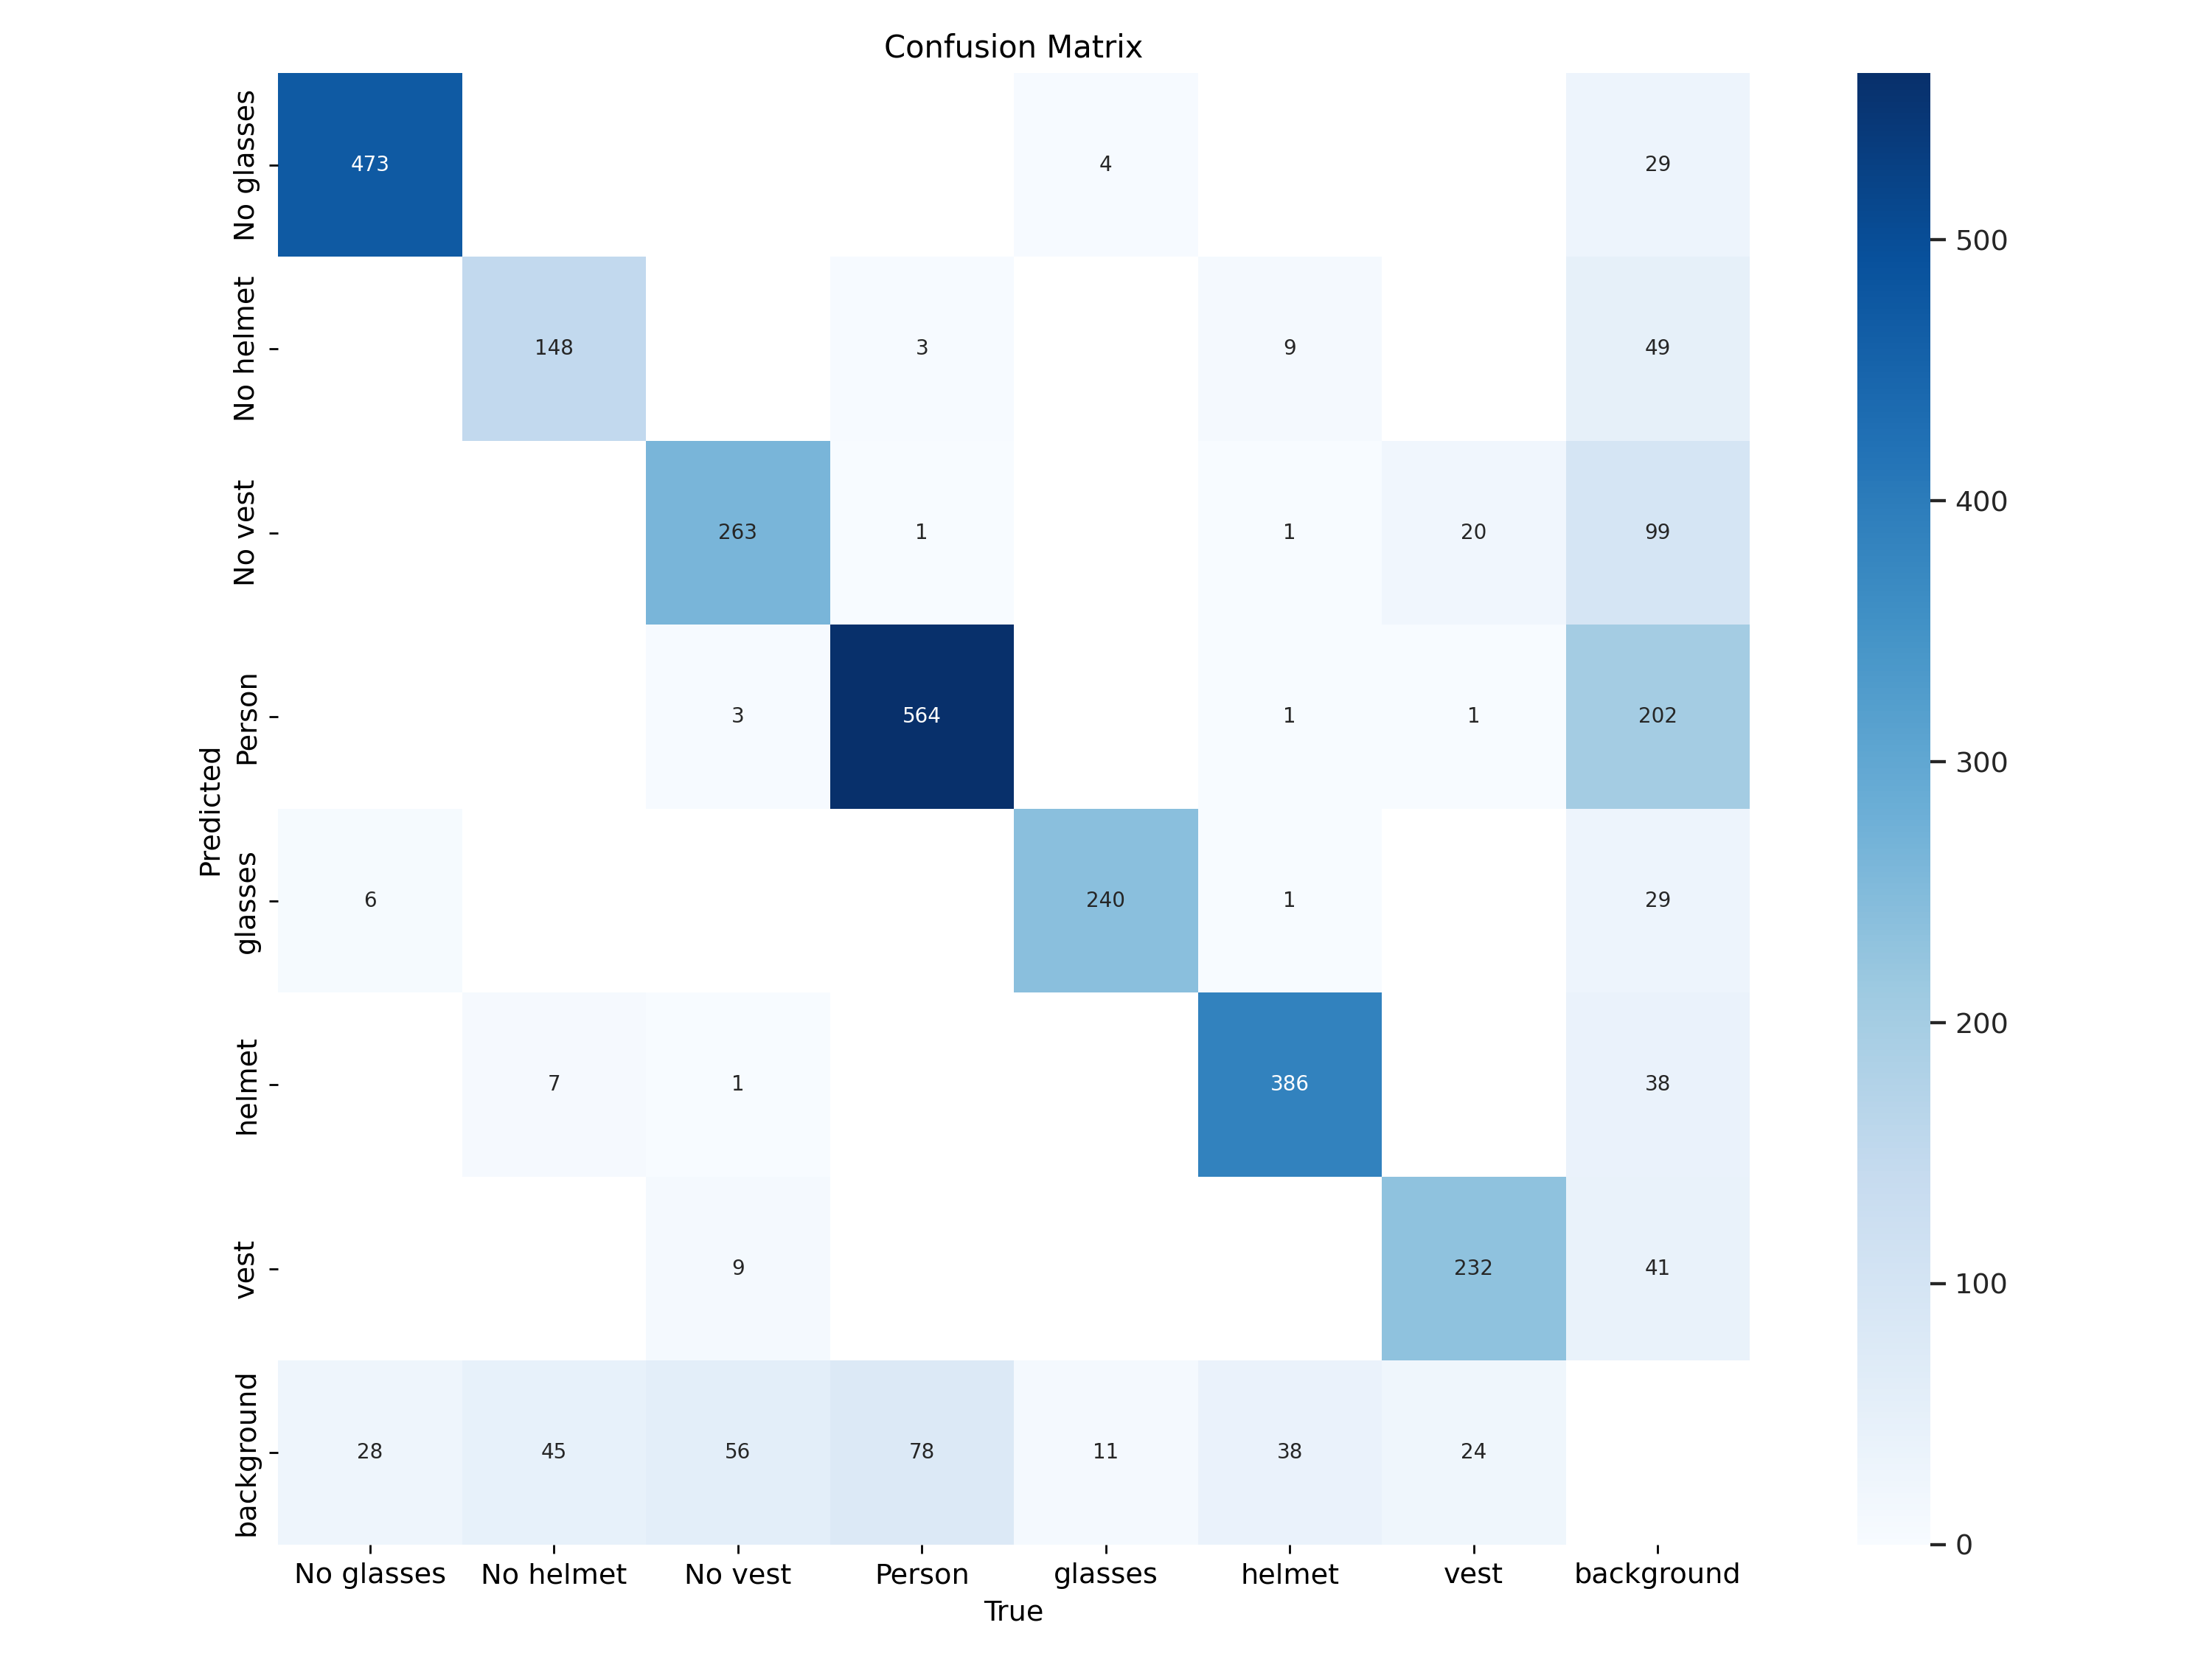 Confusion Matrix
No glasses
473
4
29
No helmet
148
3
9
49
No vest
263
1
1
20
99
Person
3
564
1
1
202
glasses
6
240
1
29
helmet
7
1
386
38
vest
9
232
41
background
28
45
56
78
11
38
24
Predicted
No glasses
No helmet
No vest
Person
glasses
helmet
vest
background
True
500
400
300
200
100
0